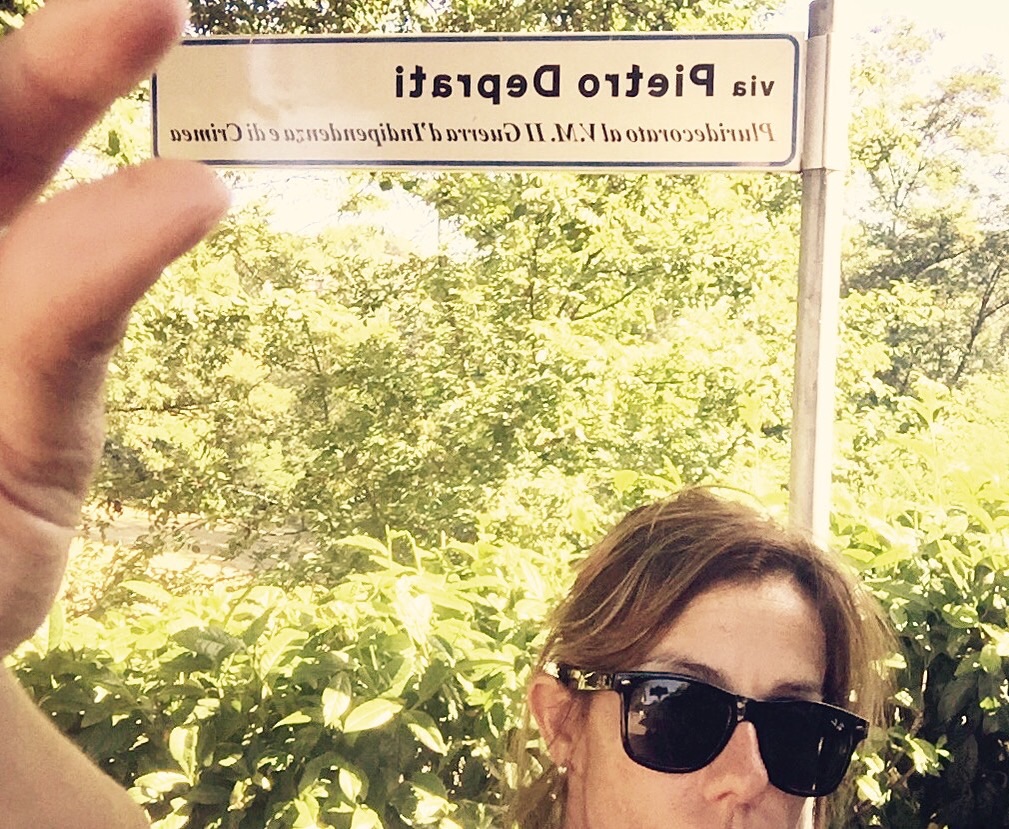 via Pietro Deprati
Pluridecorato al V.M. II Guerra d'Indipendenza e di Crimea